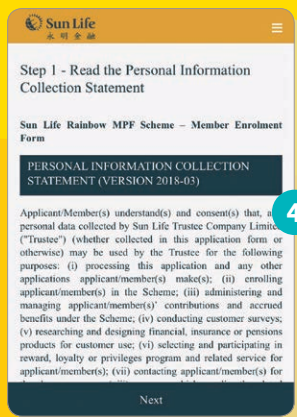 Sun Life
永明金融
Step 1 - Read the Personal Information
Collection Statement
Sun Life Rainbow MPF Scheme – Member Enrolment
Form
PERSONAL INFORMATION COLLECTION
STATEMENT (VERSION 2018-03)
Applicant/Member(s) understand(s) and consent(s) that,
personal data collected by Sun Life Trustee Company Limite
("Trustee") (whether collected in this application form or
otherwise) may be used by the Trustee for the following
purposes: (i) processing this application and any other
applications applicant/member(s) make(s); (ii) enrolling
applicant/member(s) in the Scheme; (iii) administering and
managing applicant/member(s)' contributions and accrued
benefits under the Scheme; (iv) conducting customer surveys;
(v) researching and designing financial, insurance or pensions
products for customer use; (vi) selecting and participating in
reward, loyalty or privileges program and related service for
applicant/member(s); (vii) contacting applicant/member(s) for
4
Next